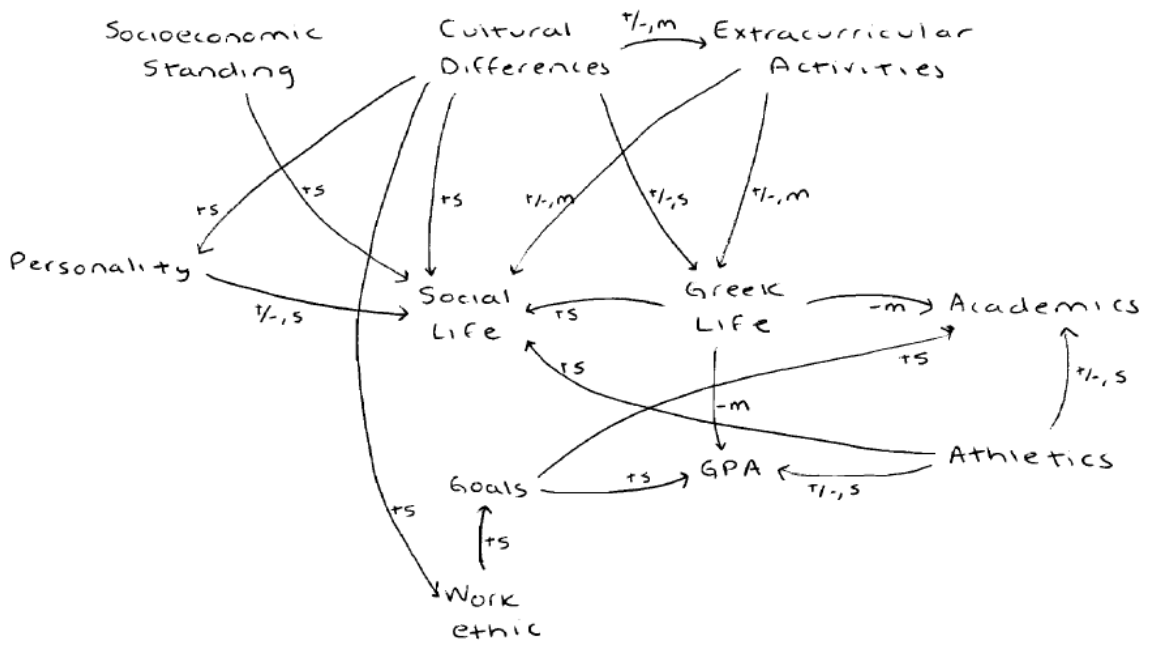 Socioeconomic
Standing
Cultural
Differences
+/-,m
Extracurricular
Activities
+s
+s
+s
+/-,m
+/-,s
+/-,m
Personality
+/-,s
Social
Life
+s
Greek
Life
-m
Academics
+s
+s
+/-,s
-m
Athletics
GPA
+/-,s
Goals
+s
+s
+s
Work
ethic